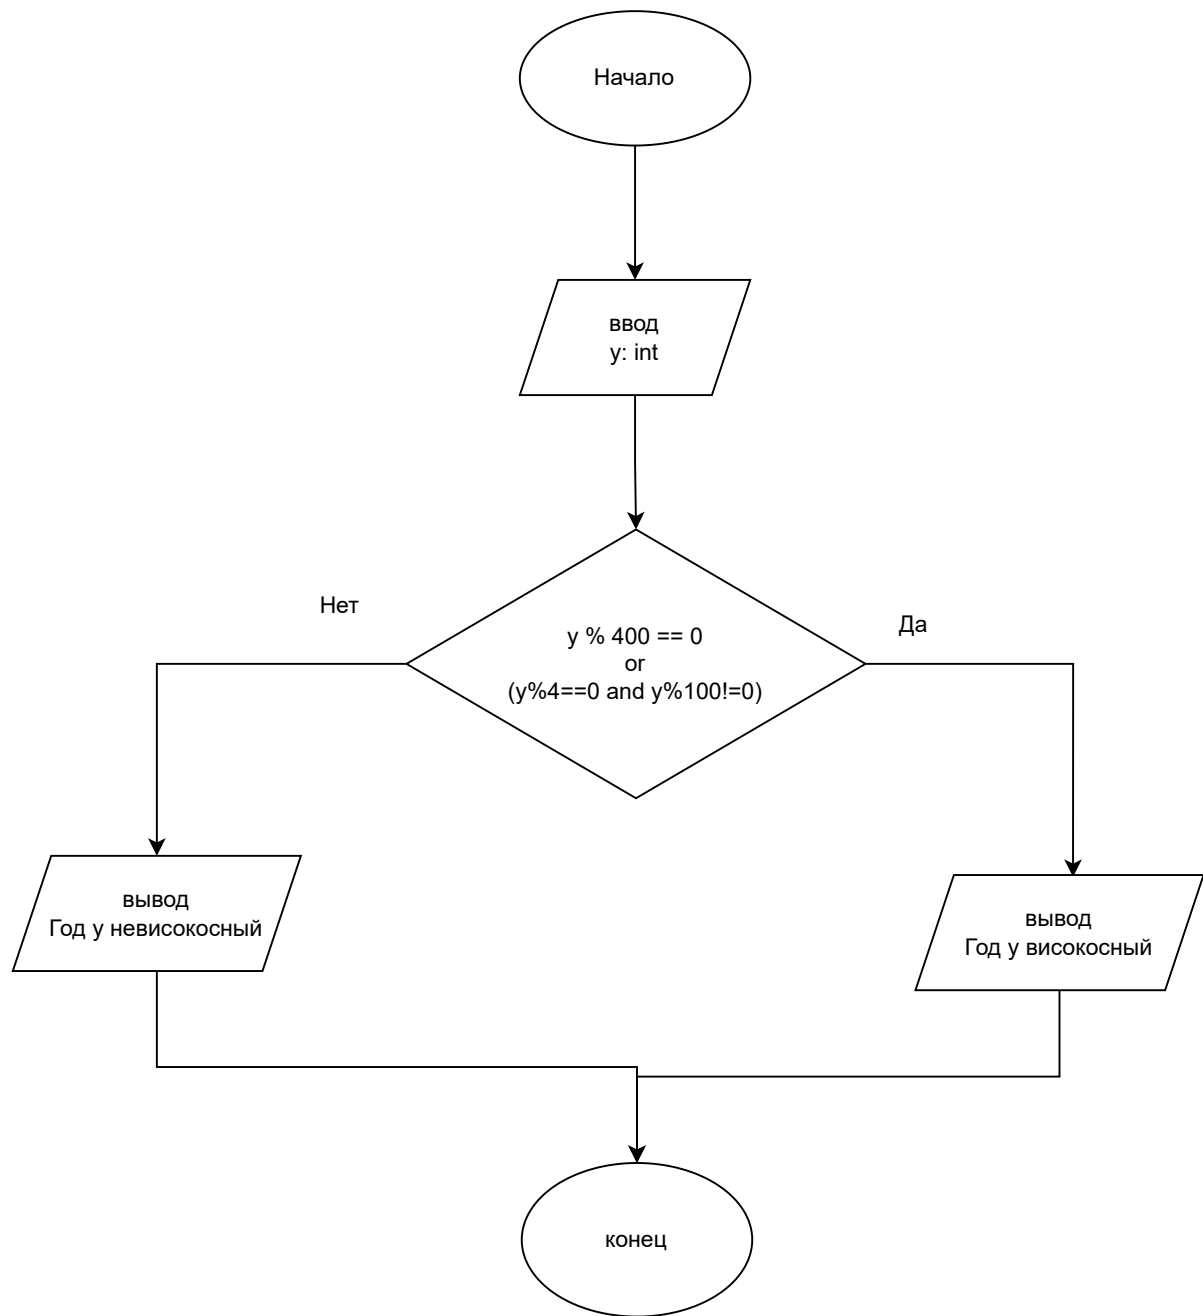 Начало
ввод
y: int
Нет
Да
y % 400 == 0
or
(y%4==0 and y%100!=0)
вывод
Год y невисокосный
вывод
Год y високосный
конец